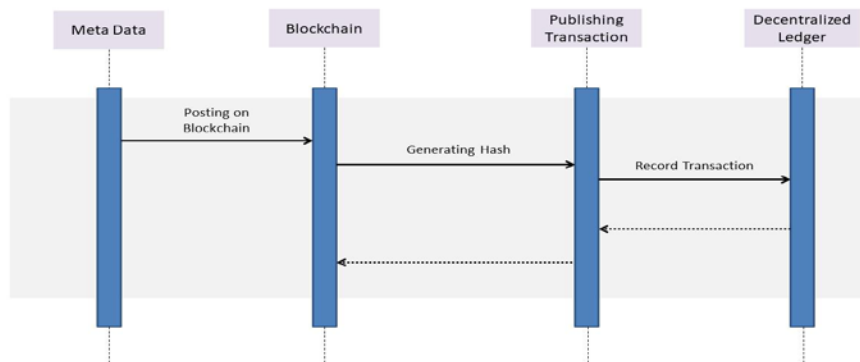 Meta Data
Blockchain
Publishing
Transaction
Decentralized
Ledger
Posting on
Blockchain
Generating Hash
Record Transaction